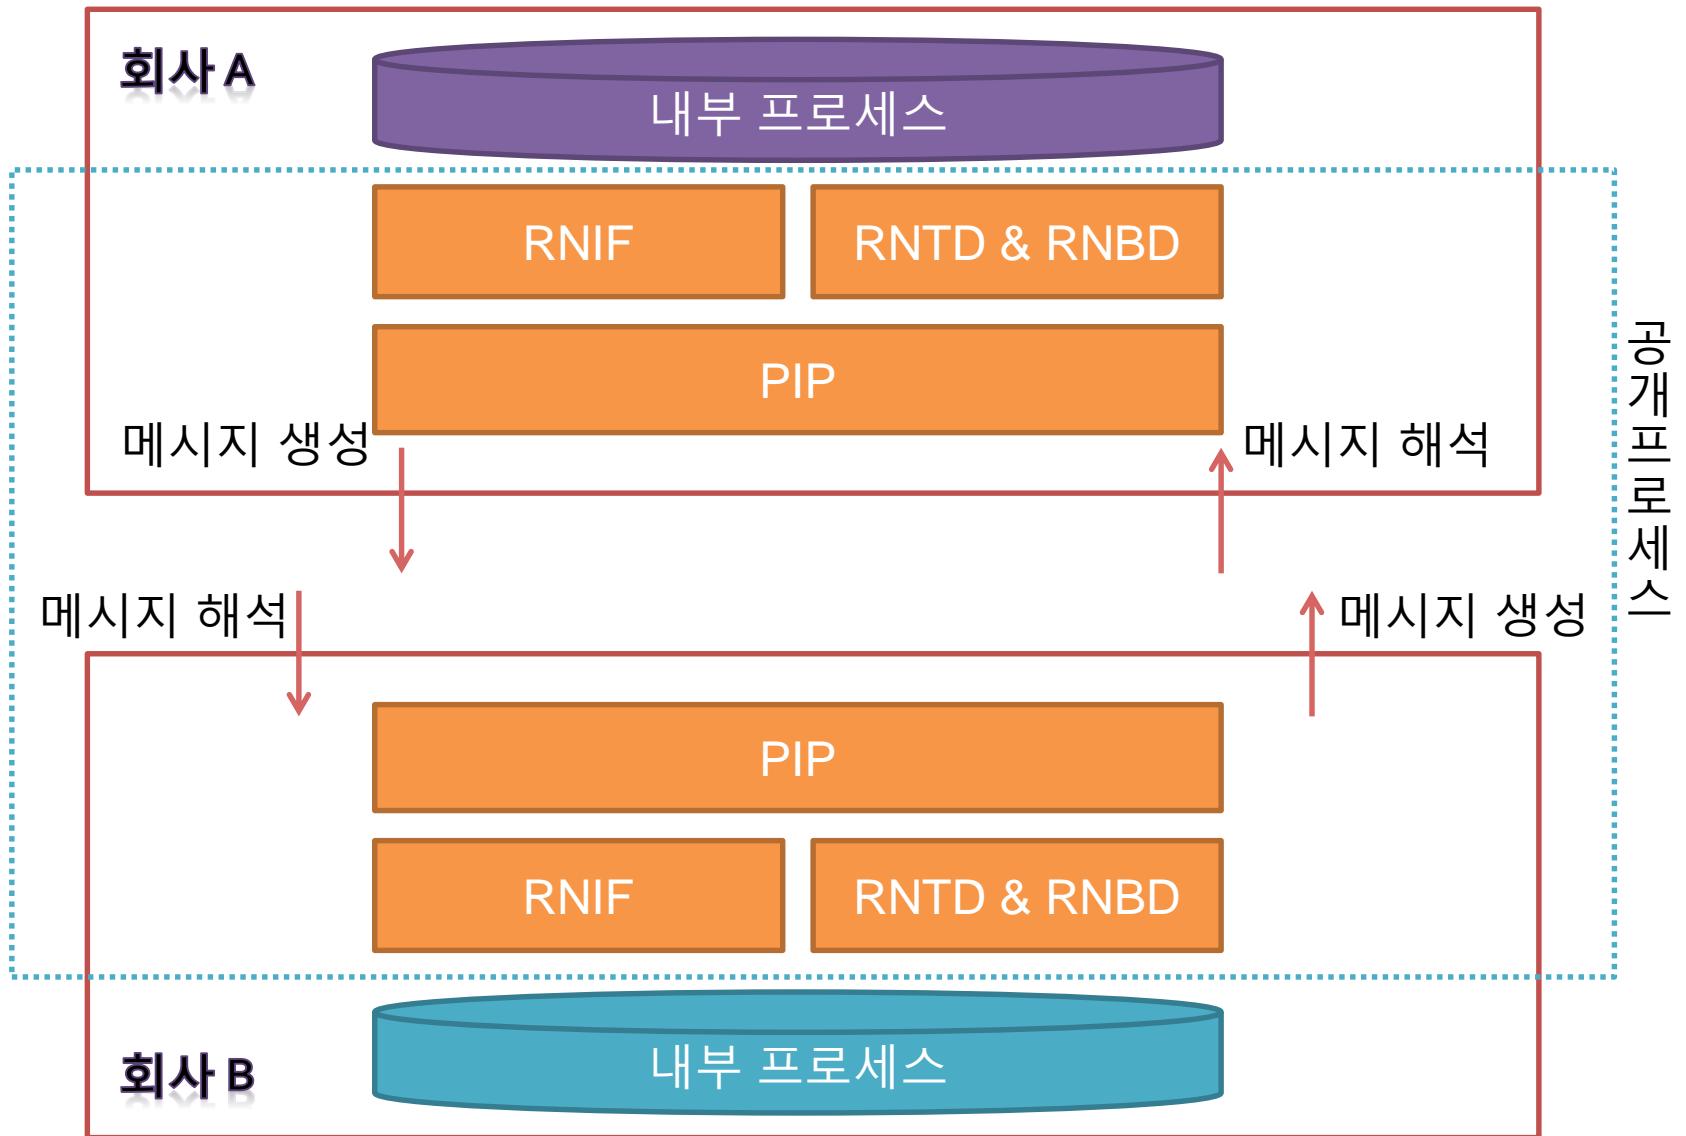 회사 A
내부 프로세스
RNIF
RNTD & RNBD
PIP
메시지 생성
메시지 해석
공개프로세스
메시지 해석
메시지 생성
PIP
RNIF
RNTD & RNBD
내부 프로세스
회사 B